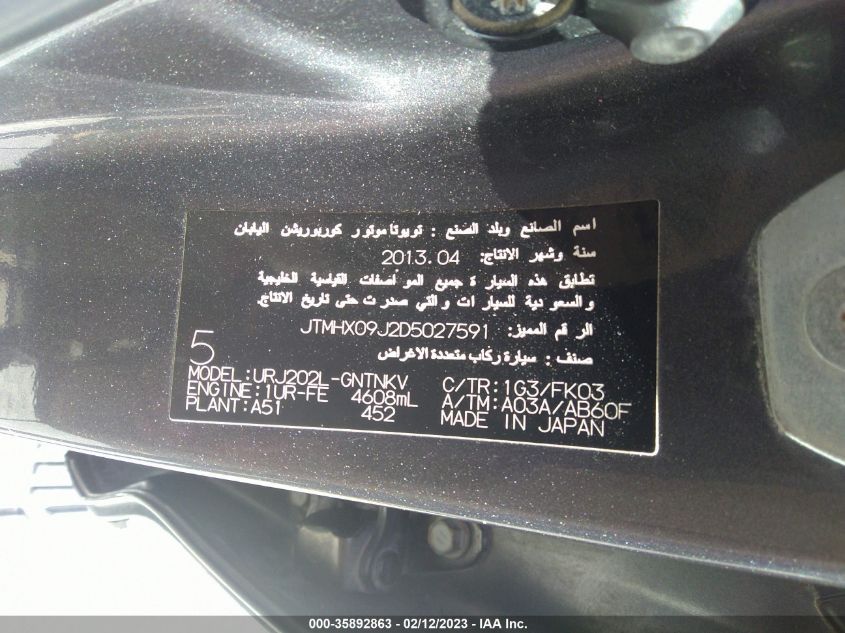 اسم الصانع وبلد الصنع : تويوتا موتور كوربوريشن اليابان
سنة وشهر الانتاج: 2013.04
تطابق هذه السيارة جميع المواصفات القياسية الخليجية
والسعودية للسيارات والتي صدرت حتى تاريخ الانتاج.
الرقم المميز: JTMHX09J2D5027591
صنف: سيارة ركاب متعددة الاغراض
5
MODEL:URJ202L-GNTNKV C/TR:1G3/FK03
ENGINE:1UR-FE 4608mL A/TM:A03A/AB60F
PLANT:A51 452 MADE IN JAPAN
000-35892863 - 02/12/2023 - IAA Inc.